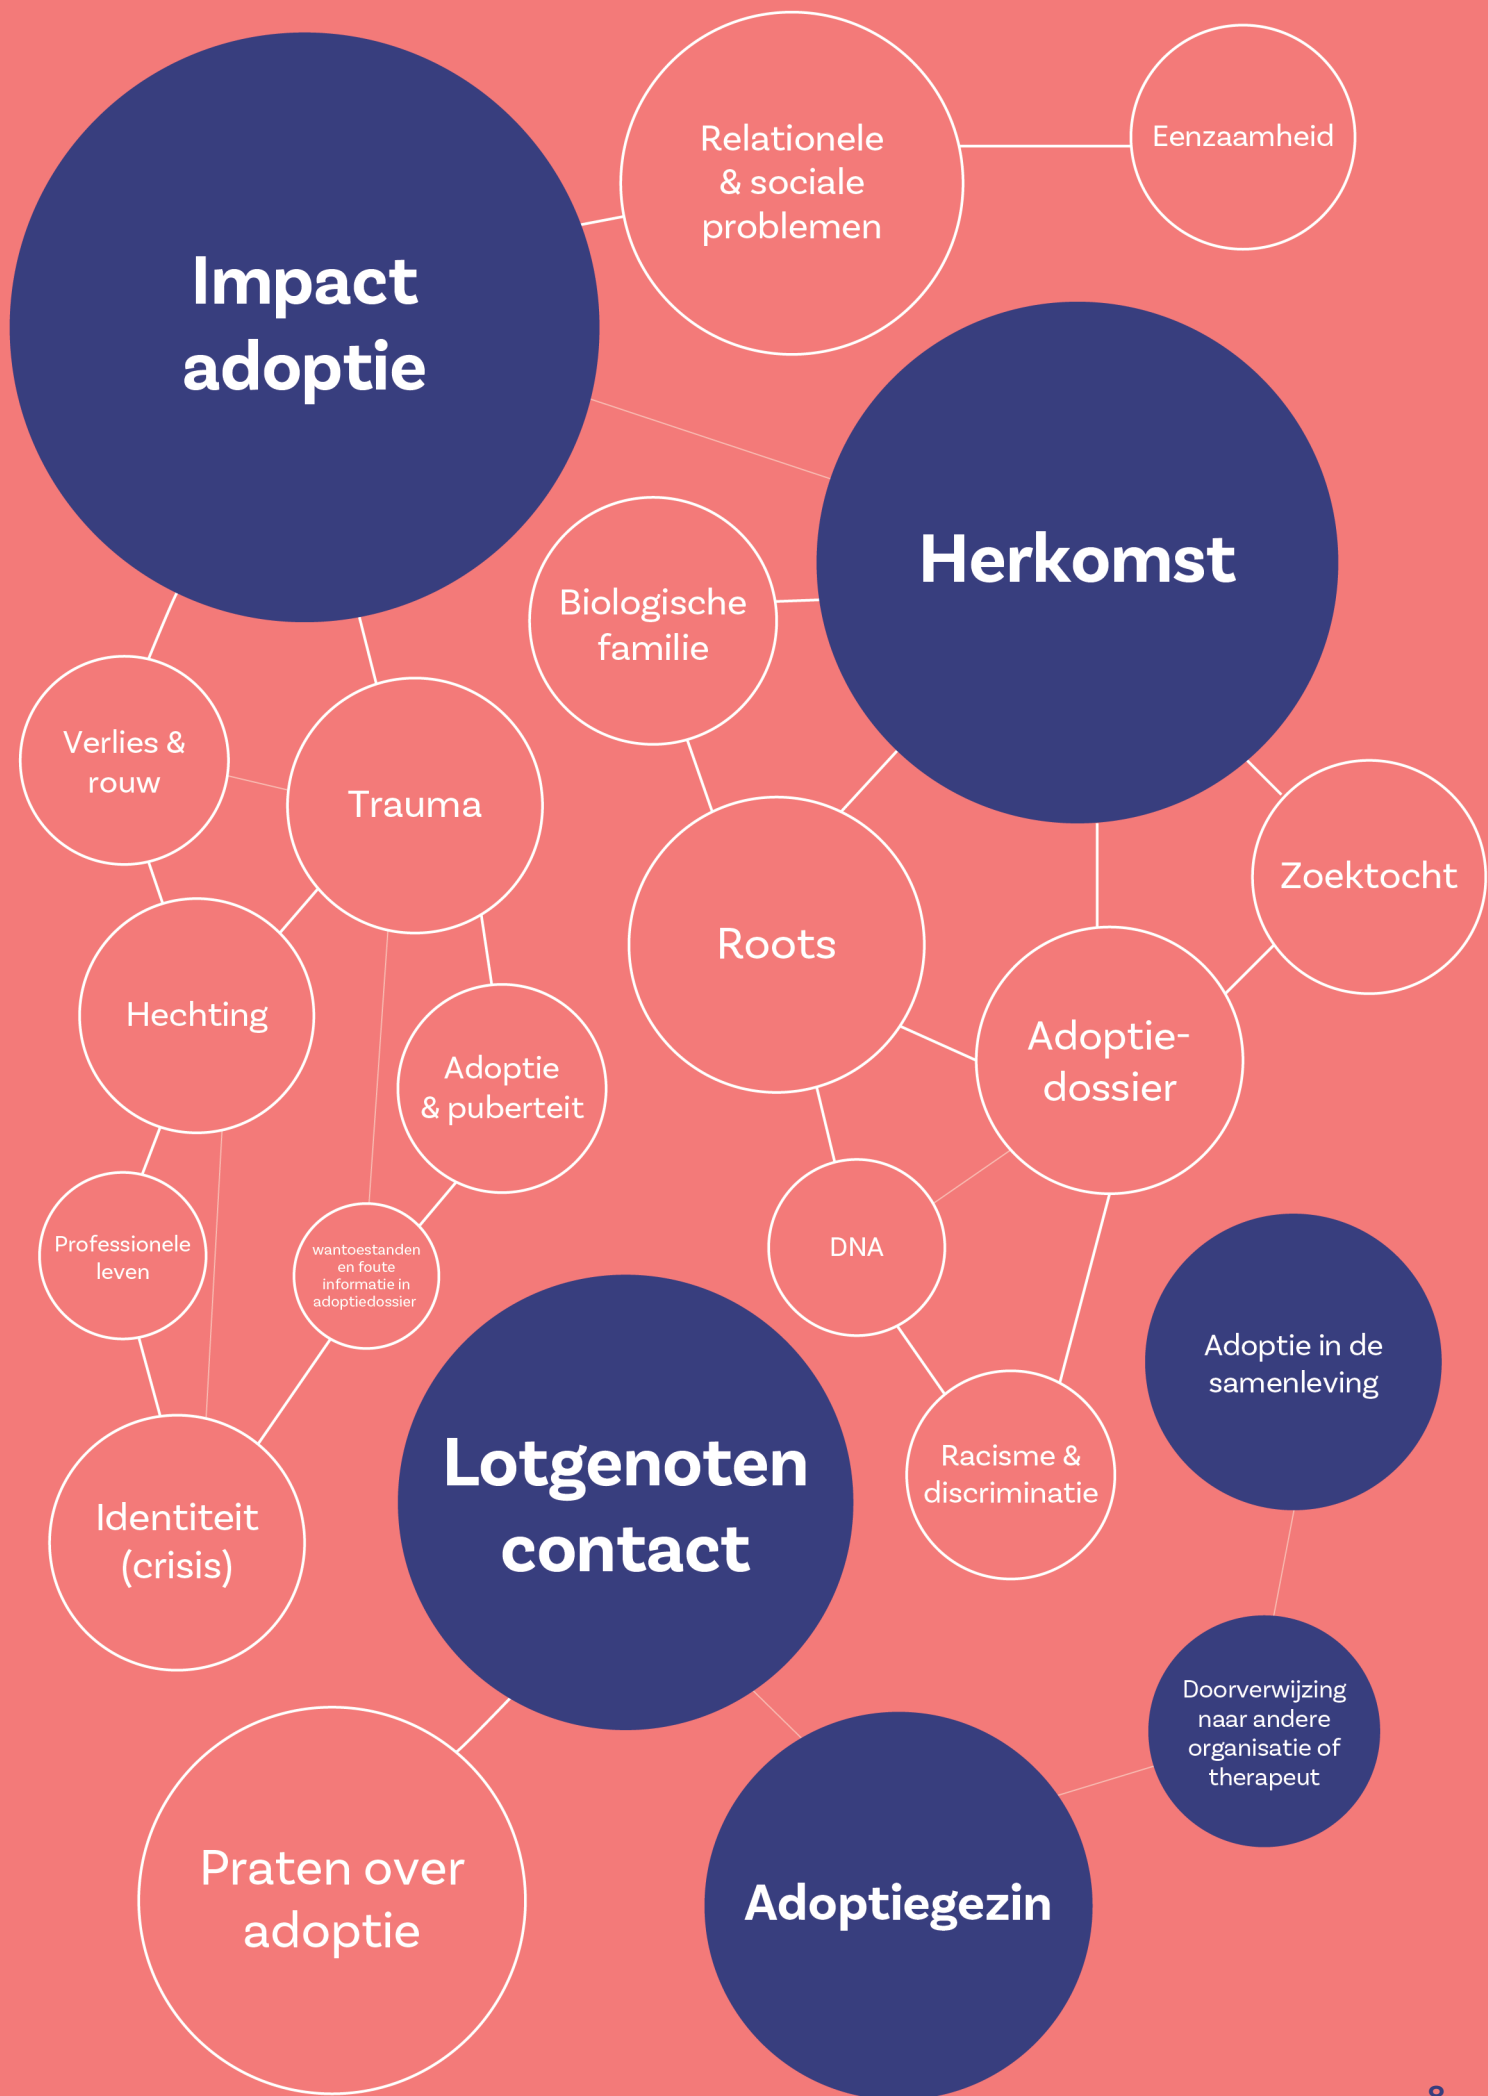 Relationele
& sociale
problemen
Eenzaamheid
Impact
adoptie
Herkomst
Biologische
familie
Verlies &
rouw
Trauma
Zoektocht
Roots
Hechting
Adoptie-
dossier
Adoptie
& puberteit
Professionele
leven
wantoestanden
en foute
informatie in
adoptiedossier
DNA
Adoptie in de
samenleving
Lotgenoten
contact
Racisme &
discriminatie
Identiteit
(crisis)
Doorverwijzing
naar andere
organisatie of
therapeut
Praten over
adoptie
Adoptiegezin